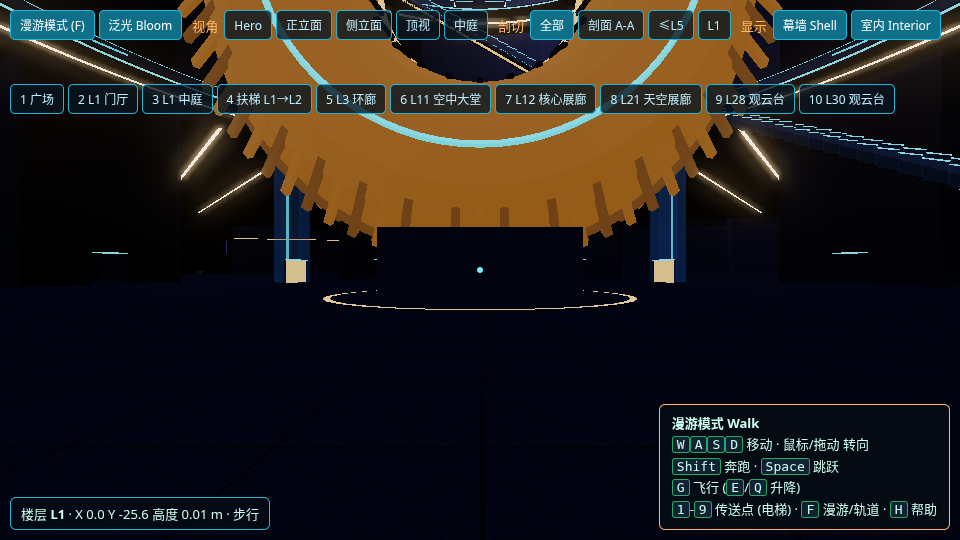 漫游模式 (F) 泛光 Bloom 视角 Hero 正立面 侧立面 顶视 中庭 剖切 全部 剖面 A-A ≤L5 L1 显示 幕墙 Shell 室内 Interior
1 广场 2 L1 门厅 3 L1 中庭 4 扶梯 L1→L2 5 L3 环廊 6 L11 空中大堂 7 L12 核心展廊 8 L21 天空展廊 9 L28 观云台 10 L30 观云台
漫游模式 Walk
W A S D 移动 · 鼠标/拖动 转向
Shift 奔跑 · Space 跳跃
G 飞行 (E/Q 升降)
1-9 传送点 (电梯) · F 漫游/轨道 · H 帮助
楼层 L1 · X 0.0 Y -25.6 高度 0.01 m · 步行